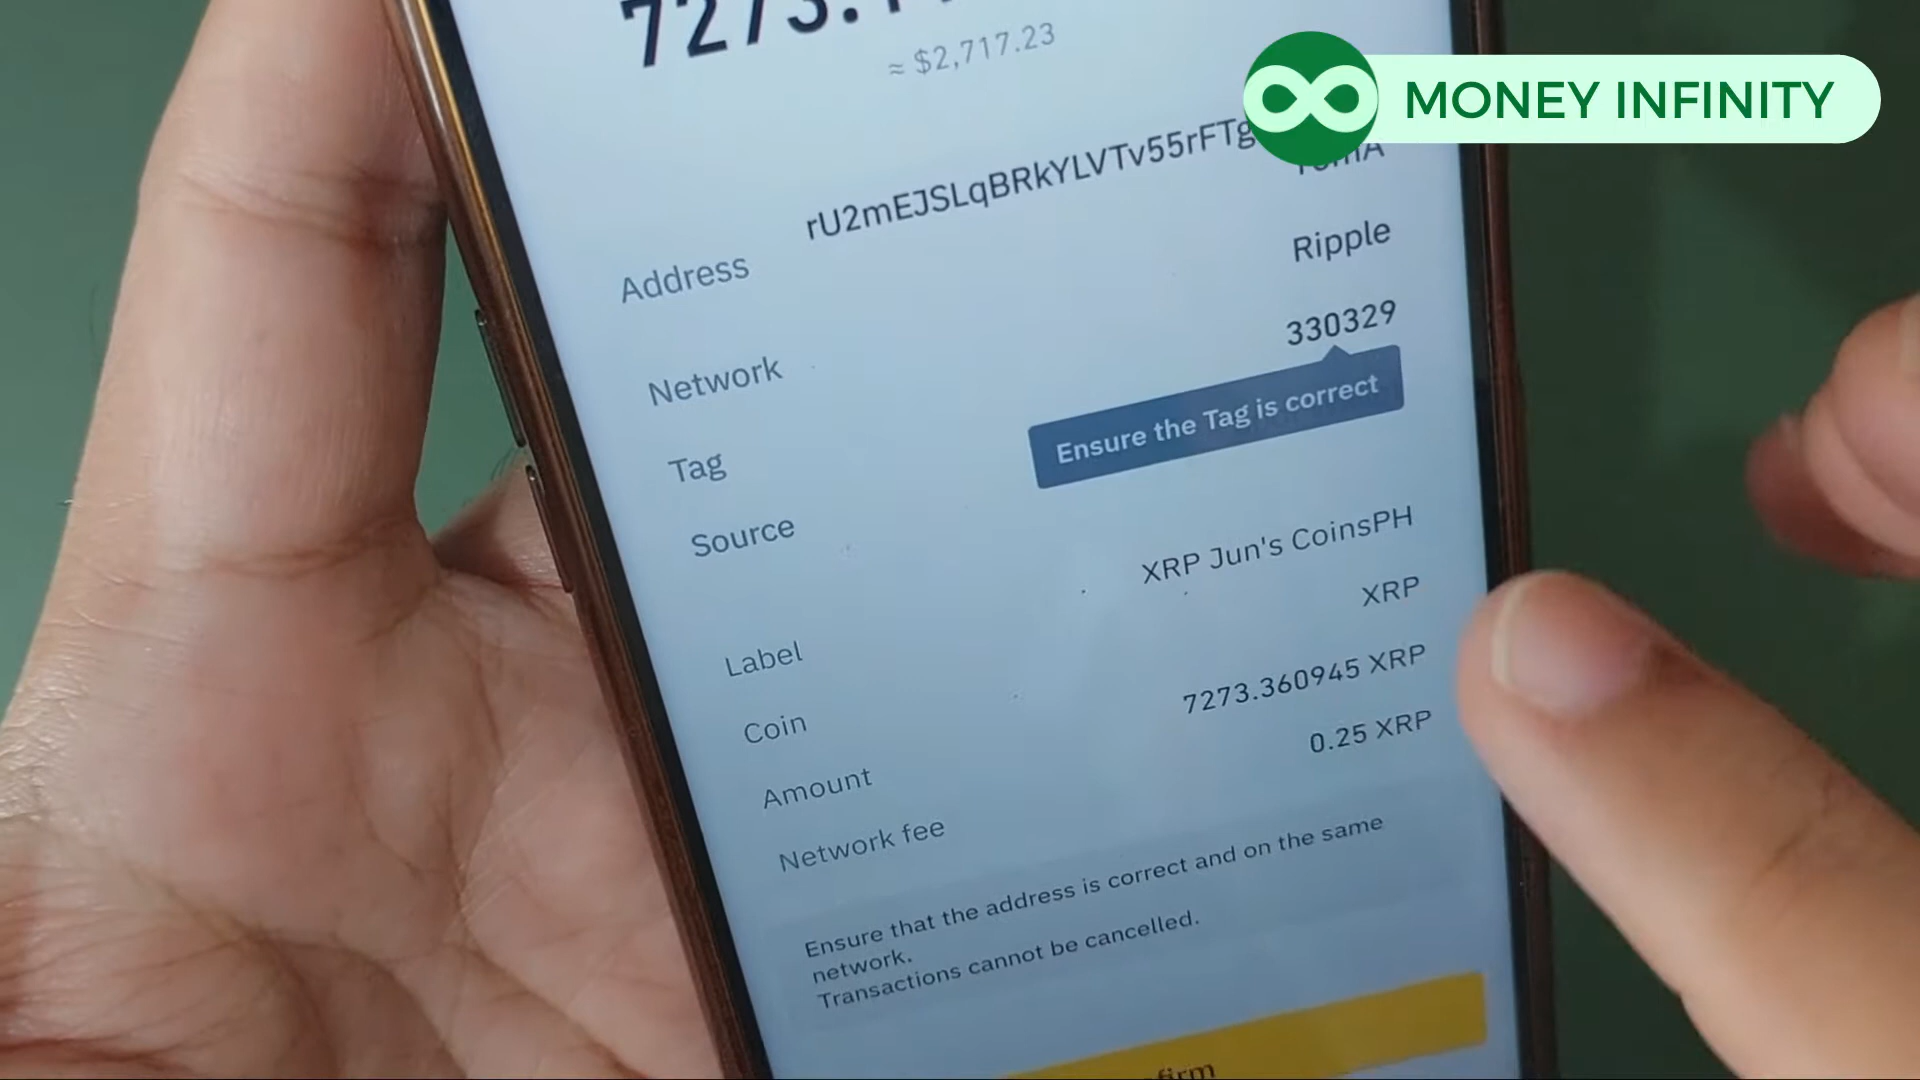 ≈ $2,717.23
MONEY INFINITY
Address
rU2mEJSLqBRkYLVTv55rFTg
Network
Ripple
Tag
330329
Ensure the Tag is correct
Source
Label
XRP Jun's CoinsPH
Coin
XRP
Amount
7273.360945 XRP
Network fee
0.25 XRP
Ensure that the address is correct and on the same
network.
Transactions cannot be cancelled.